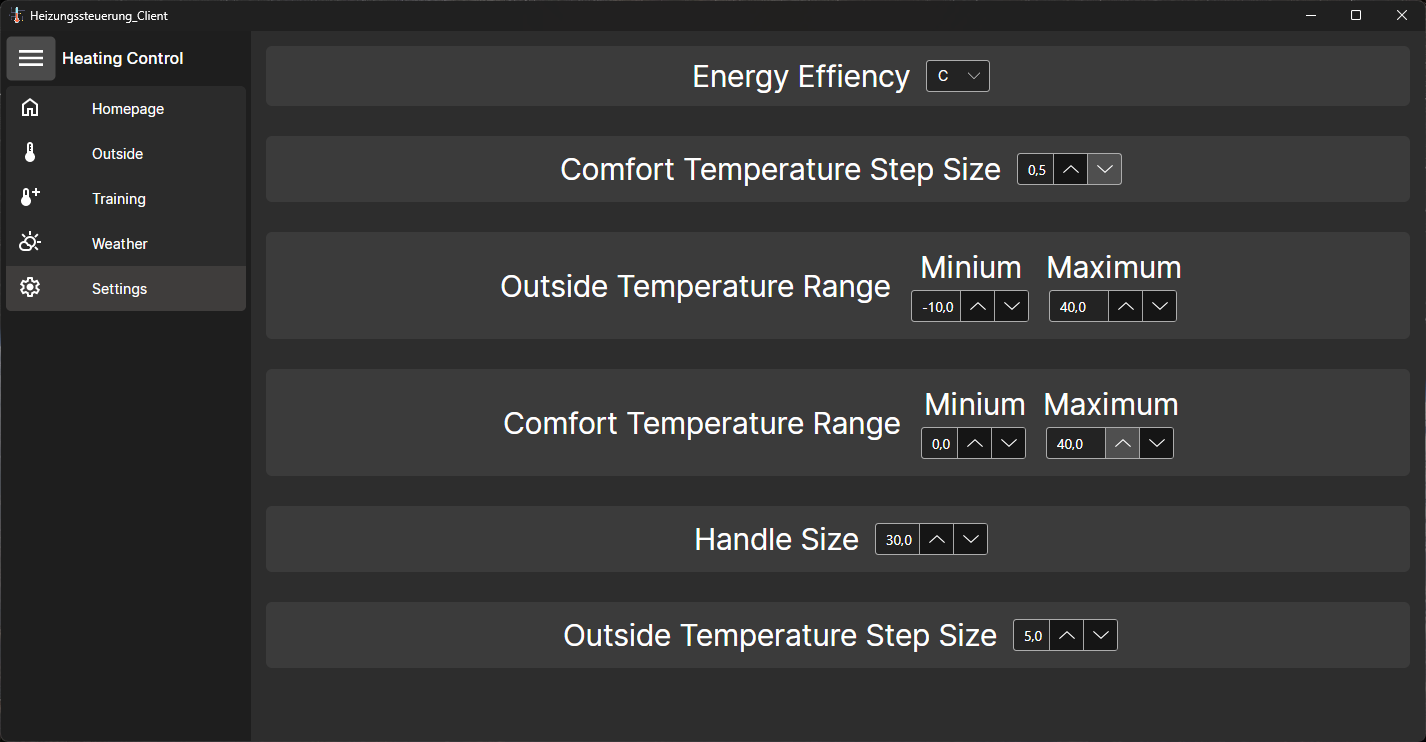 Heizungssteuerung_Client
Heating Control
Homepage
Outside
Training
Weather
Settings
Energy Effiency C
Comfort Temperature Step Size 0,5
Outside Temperature Range
Minium Maximum
-10,0 40,0
Comfort Temperature Range
Minium Maximum
0,0 40,0
Handle Size 30,0
Outside Temperature Step Size 5,0